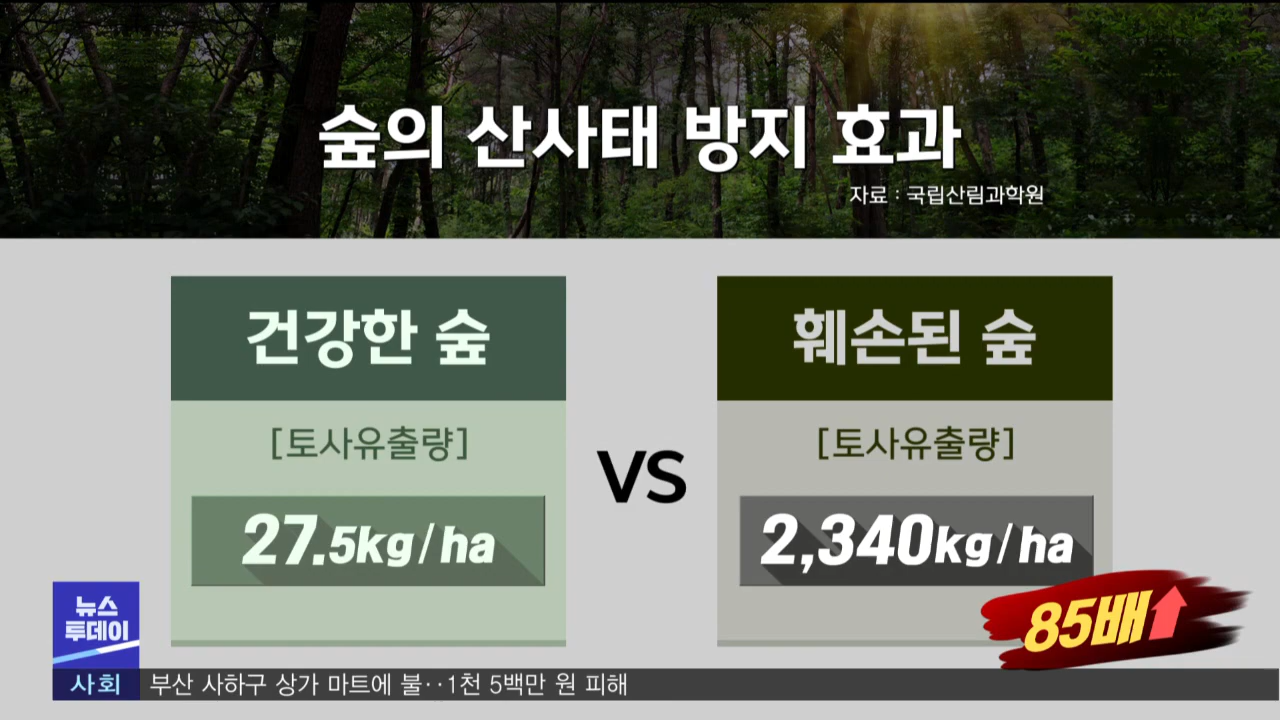 숲의 산사태 방지 효과
자료 : 국립산림과학원
건강한 숲
[토사유출량]
27.5kg/ha
VS
훼손된 숲
[토사유출량]
2,340kg/ha
85배
뉴스
투데이
사회
부산 사하구 상가 마트에 불··1천 5백만 원 피해